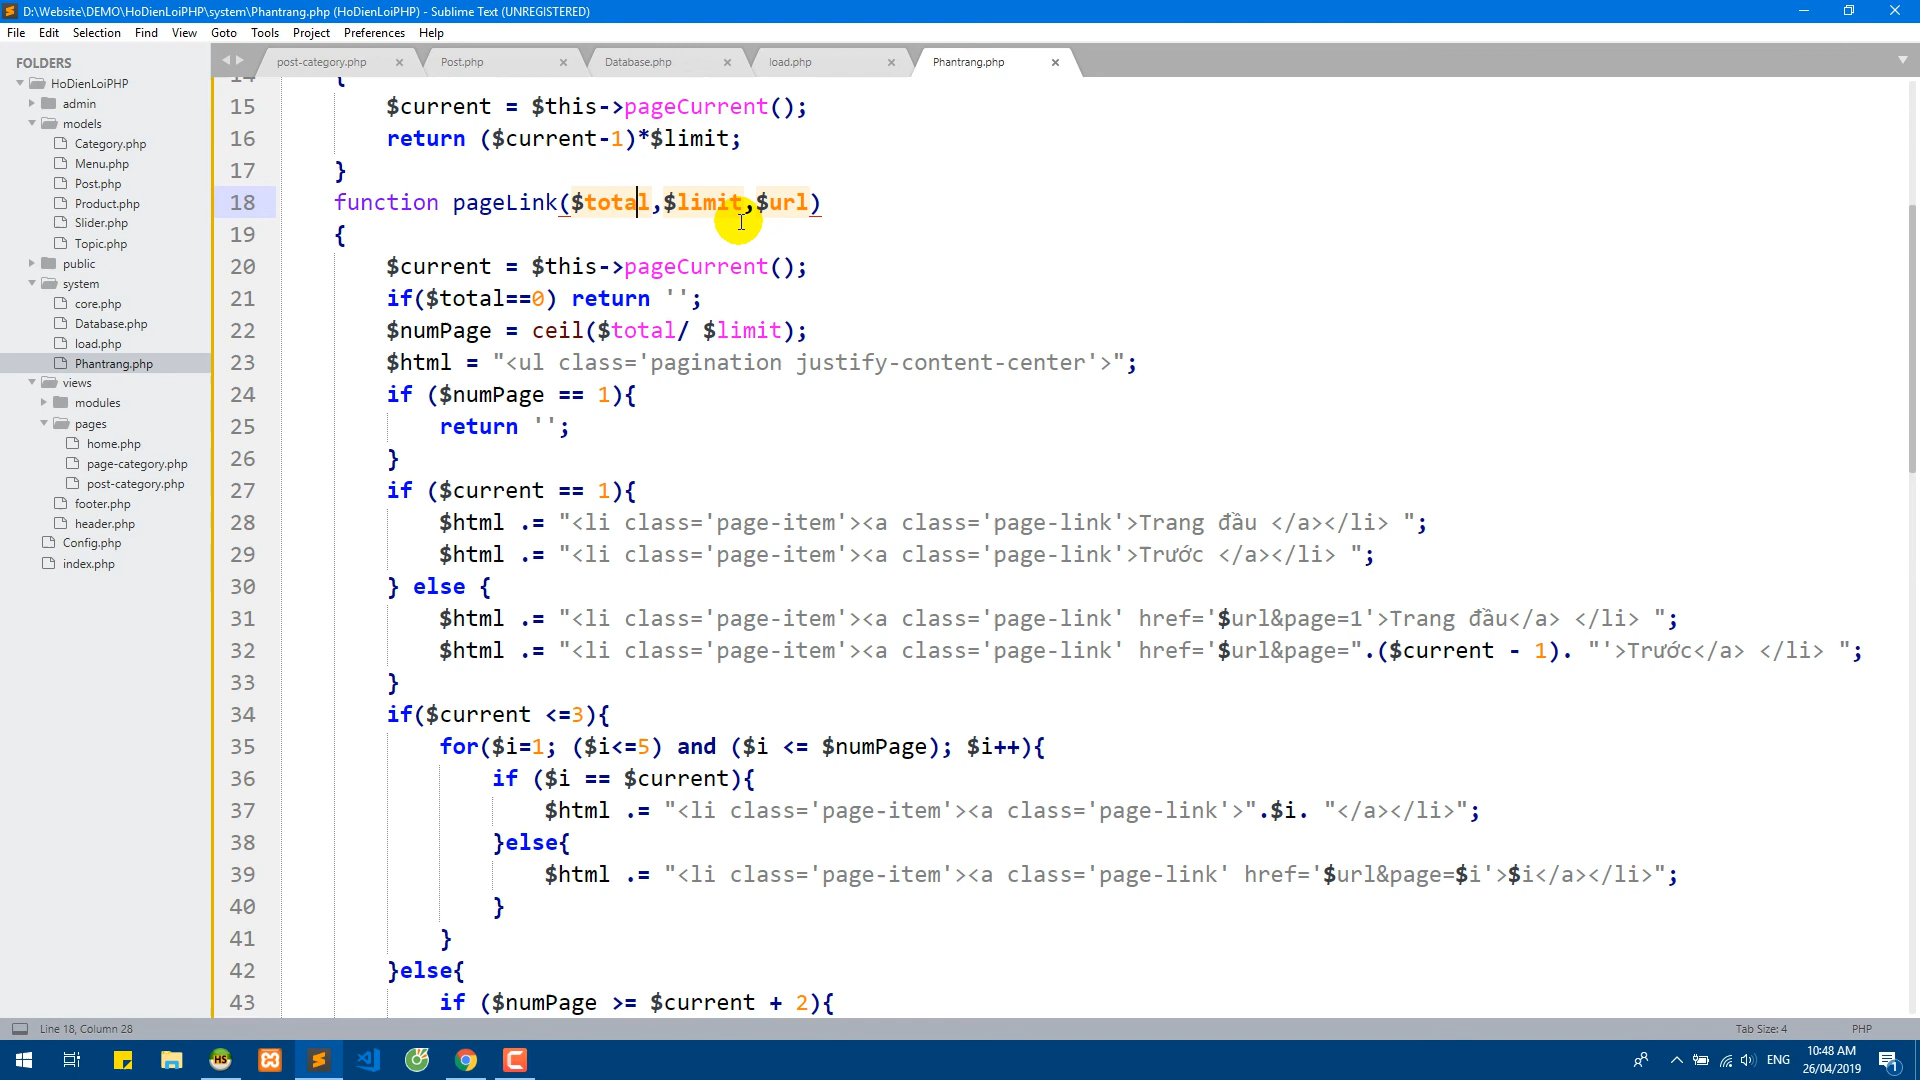 D:\Website\DEMO\HoDienLoiPHP\system\Phantrang.php (HoDienLoiPHP) - Sublime Text (UNREGISTERED)
File Edit Selection Find View Goto Tools Project Preferences Help
FOLDERS
HoDienLoiPHP
admin
models
Category.php
Menu.php
Post.php
Product.php
Slider.php
Topic.php
public
system
core.php
Database.php
load.php
Phantrang.php
views
modules
pages
home.php
page-category.php
post-category.php
footer.php
header.php
Config.php
index.php
post-category.php Post.php Database.php load.php Phantrang.php
14 {
15 $current = $this->pageCurrent();
16 return ($current-1)*$limit;
17 }
18 function pageLink($total,$limit,$url)
19 {
20 $current = $this->pageCurrent();
21 if($total==0) return '';
22 $numPage = ceil($total/ $limit);
23 $html = "<ul class='pagination justify-content-center'>";
24 if ($numPage == 1){
25 return '';
26 }
27 if ($current == 1){
28 $html .= "<li class='page-item'><a class='page-link'>Trang đầu </a></li> ";
29 $html .= "<li class='page-item'><a class='page-link'>Trước </a></li> ";
30 } else {
31 $html .= "<li class='page-item'><a class='page-link' href='$url&page=1'>Trang đầu</a> </li> ";
32 $html .= "<li class='page-item'><a class='page-link' href='$url&page=".($current - 1). "'>Trước</a> </li> ";
33 }
34 if($current <=3){
35 for($i=1; ($i<=5) and ($i <= $numPage); $i++){
36 if ($i == $current){
37 $html .= "<li class='page-item'><a class='page-link'>".$i. "</a></li>";
38 }else{
39 $html .= "<li class='page-item'><a class='page-link' href='$url&page=$i'>$i</a></li>";
40 }
41 }
42 }else{
43 if ($numPage >= $current + 2){
Line 18, Column 28
Tab Size: 4 PHP
HS
ENG
10:48 AM
26/04/2019
1